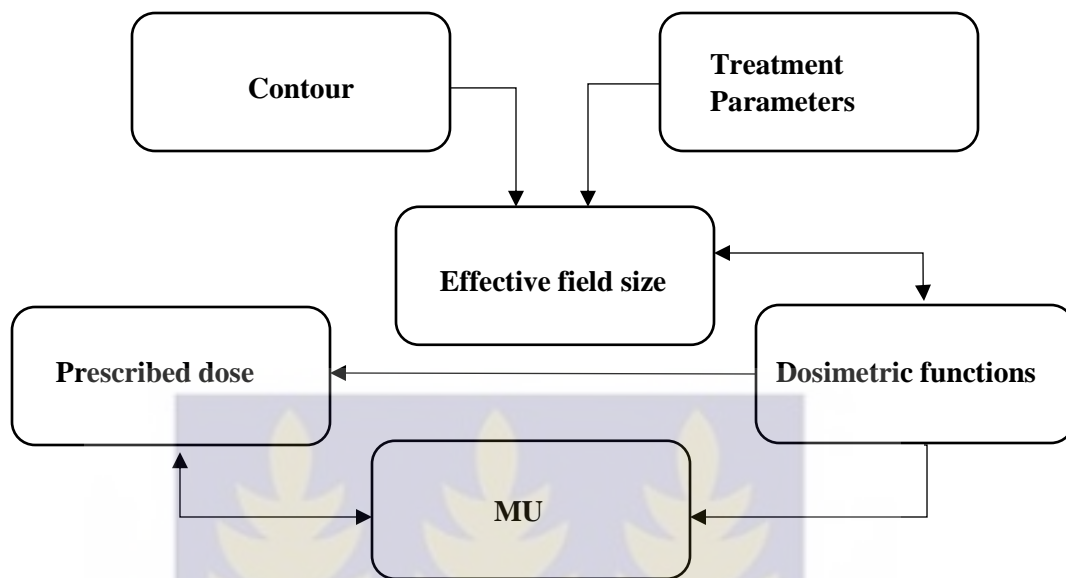 Contour
Treatment
Parameters
Effective field size
Prescribed dose
Dosimetric functions
MU